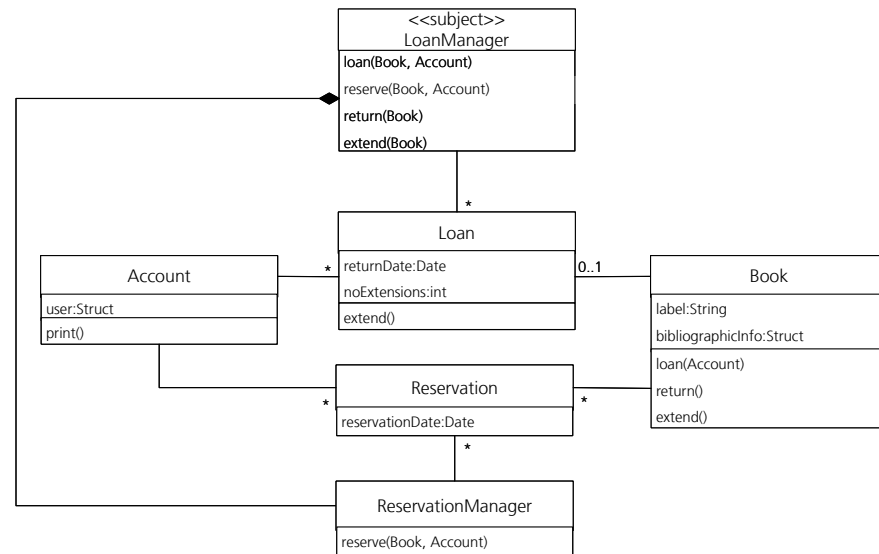 <<subject>>
LoanManager
loan(Book, Account)
reserve(Book, Account)
return(Book)
extend(Book)
*
Loan
returnDate:Date
noExtensions:int
extend()
*
0..1
Account
user:Struct
print()
Book
label:String
bibliographicInfo:Struct
loan(Account)
return()
extend()
*
Reservation
reservationDate:Date
*
*
ReservationManager
reserve(Book, Account)